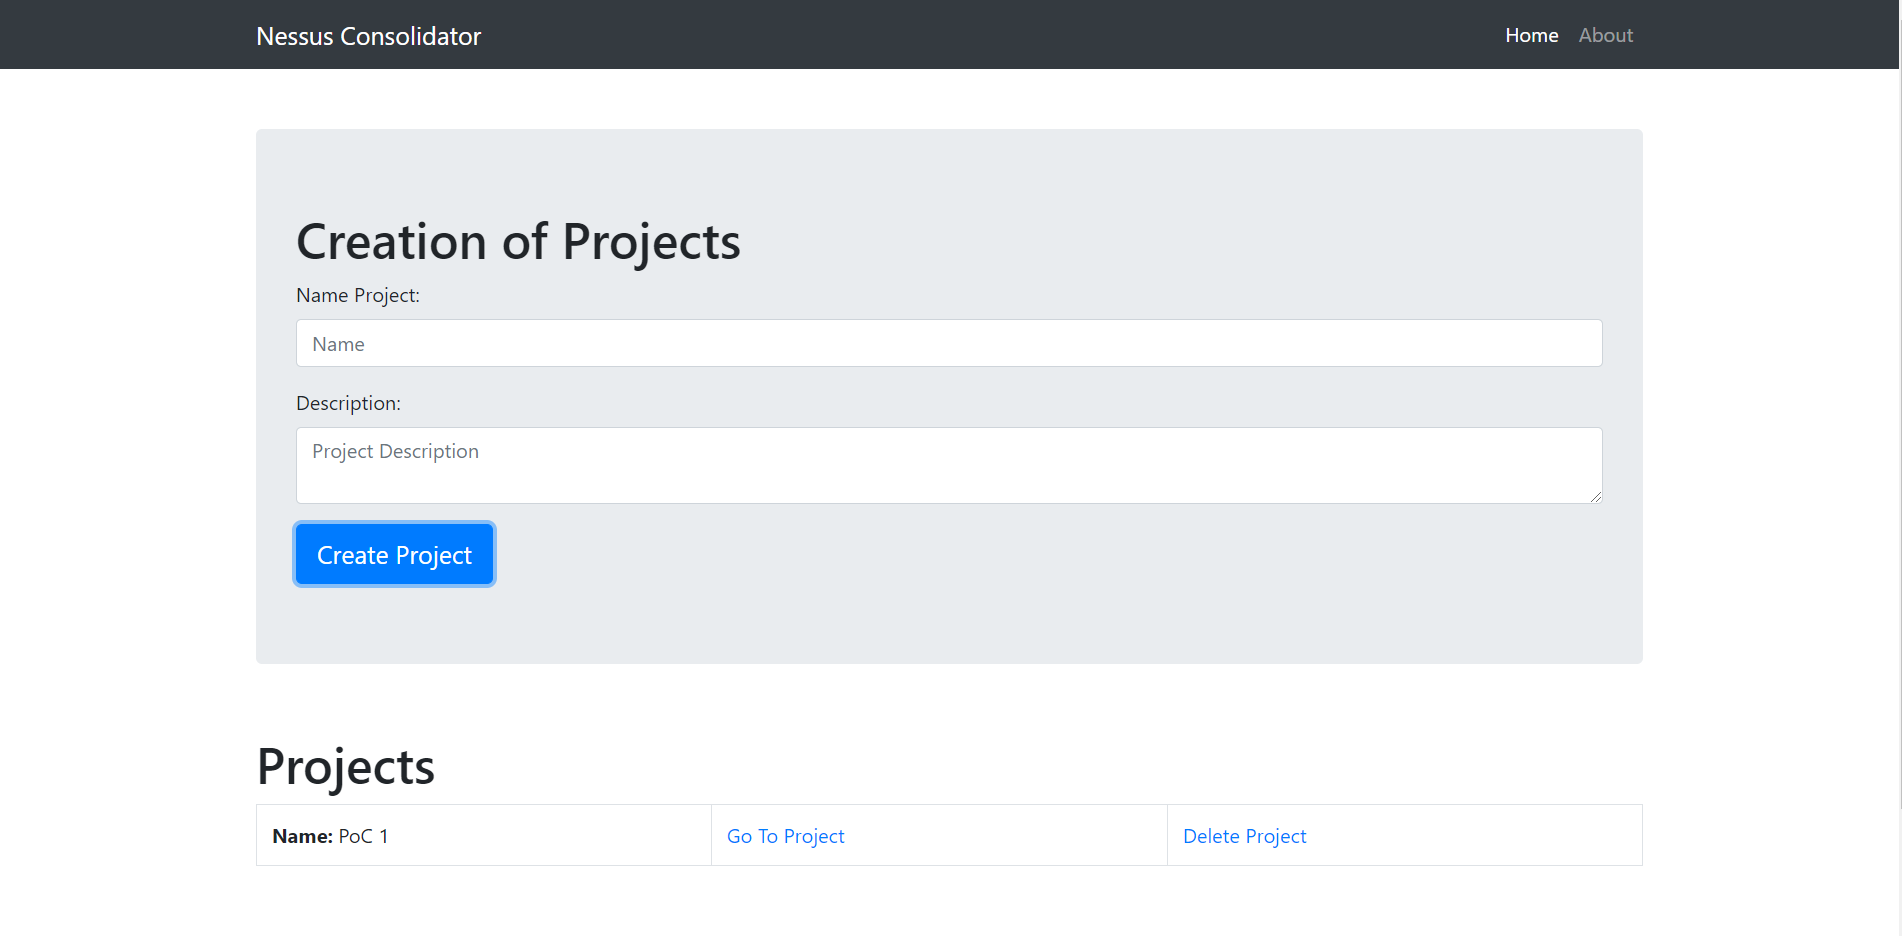 Nessus Consolidator Home About
Creation of Projects
Name Project:
Name
Description:
Project Description
Create Project
Projects
Name: PoC 1 Go To Project Delete Project